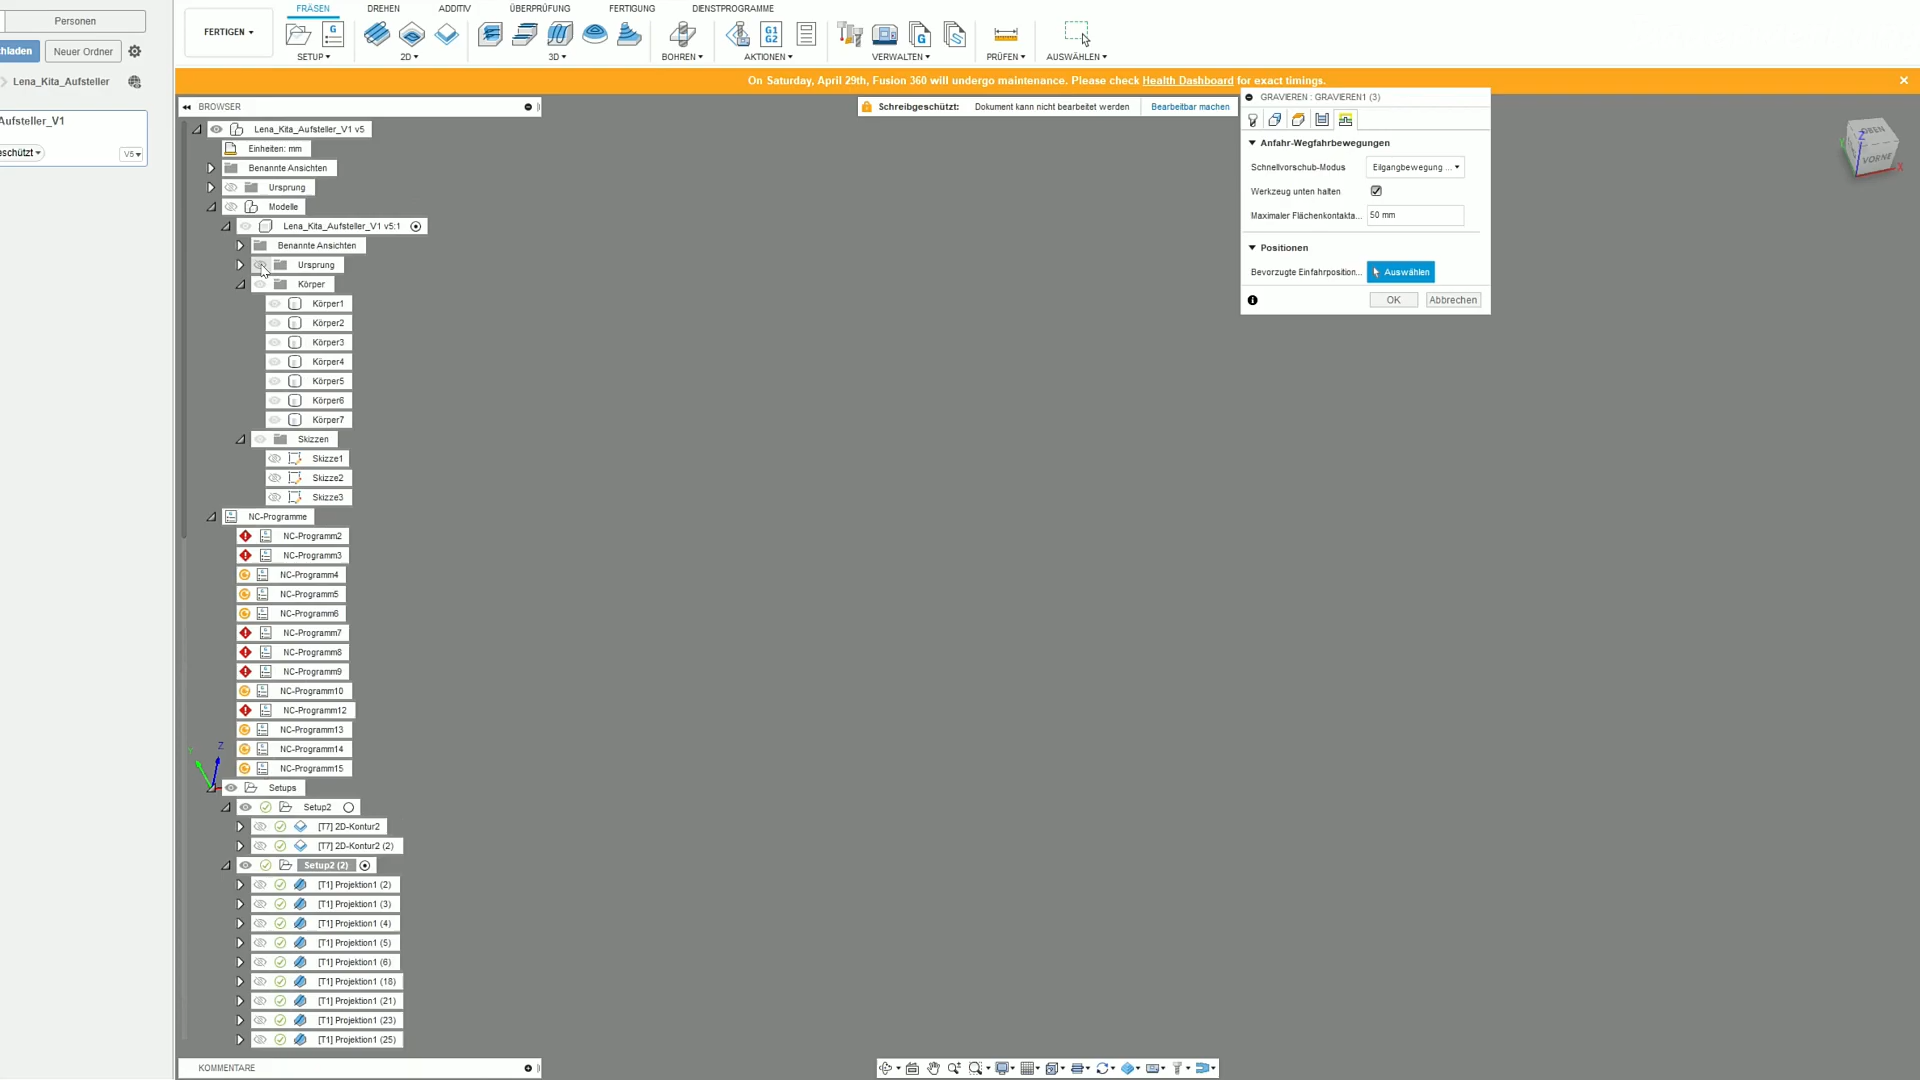 Personen
hladen
Neuer Ordner
Lena_Kita_Aufsteller
Aufsteller_V1
eschützt
V5
FERTIGEN
FRÄSEN
DREHEN
ADDITIV
ÜBERPRÜFUNG
FERTIGUNG
DIENSTPROGRAMME
SETUP
2D
3D
BOHREN
AKTIONEN
VERWALTEN
PRÜFEN
AUSWÄHLEN
G1
G2
On Saturday, April 29th, Fusion 360 will undergo maintenance. Please check Health Dashboard for exact timings.
BROWSER
Schreibgeschützt: Dokument kann nicht bearbeitet werden Bearbeitbar machen
Lena_Kita_Aufsteller_V1 v5
Einheiten: mm
Benannte Ansichten
Ursprung
Modelle
Lena_Kita_Aufsteller_V1 v5:1
Benannte Ansichten
Ursprung
Körper
Körper1
Körper2
Körper3
Körper4
Körper5
Körper6
Körper7
Skizzen
Skizze1
Skizze2
Skizze3
NC-Programme
NC-Programm2
NC-Programm3
NC-Programm4
NC-Programm5
NC-Programm6
NC-Programm7
NC-Programm8
NC-Programm9
NC-Programm10
NC-Programm12
NC-Programm13
NC-Programm14
NC-Programm15
Setups
Setup2
[T7] 2D-Kontur2
[T7] 2D-Kontur2 (2)
Setup2 (2)
[T1] Projektion1 (2)
[T1] Projektion1 (3)
[T1] Projektion1 (4)
[T1] Projektion1 (5)
[T1] Projektion1 (6)
[T1] Projektion1 (18)
[T1] Projektion1 (21)
[T1] Projektion1 (23)
[T1] Projektion1 (25)
Y
Z
KOMMENTARE
GRAVIEREN : GRAVIEREN1 (3)
Anfahr-Wegfahrbewegungen
Schnellvorschub-Modus Eilgangbewegung ...
Werkzeug unten halten
Maximaler Flächenkontakta... 50 mm
Positionen
Bevorzugte Einfahrposition... Auswählen
OK Abbrechen
OBEN
VORNE
Z
Y
X